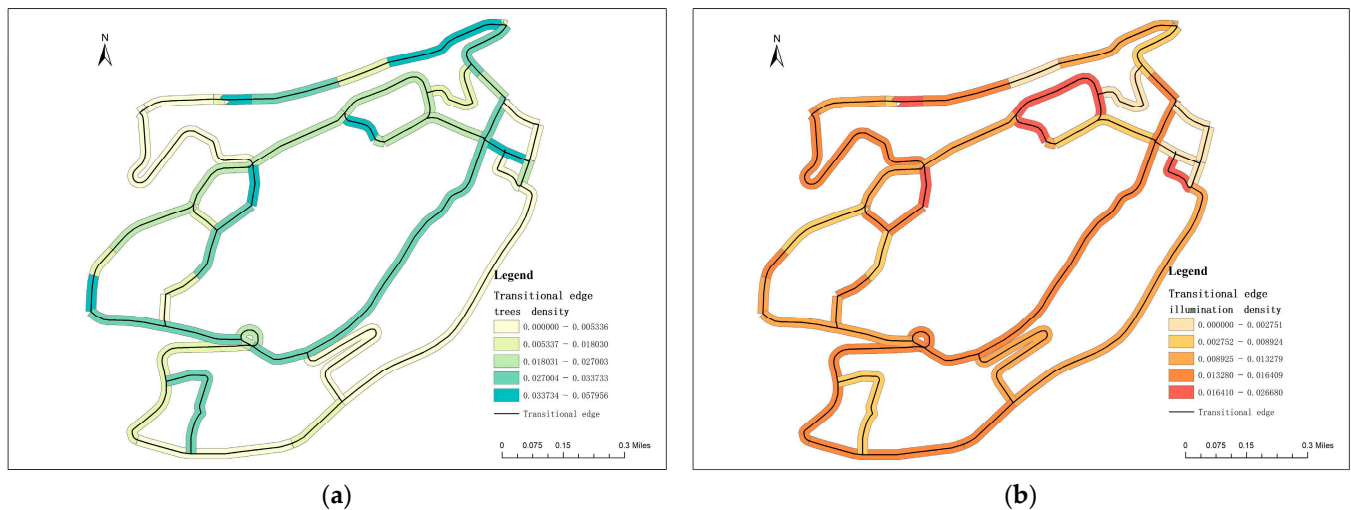 N
Legend
Transitional edge
trees density
0.000000 - 0.005336
0.005337 - 0.018030
0.018031 - 0.027003
0.027004 - 0.033733
0.033734 - 0.057956
Transitional edge
0 0.075 0.15 0.3 Miles
(a)
N
Legend
Transitional edge
illumination density
0.000000 - 0.002751
0.002752 - 0.008924
0.008925 - 0.013279
0.013280 - 0.016409
0.016410 - 0.026680
Transitional edge
0 0.075 0.15 0.3 Miles
(b)